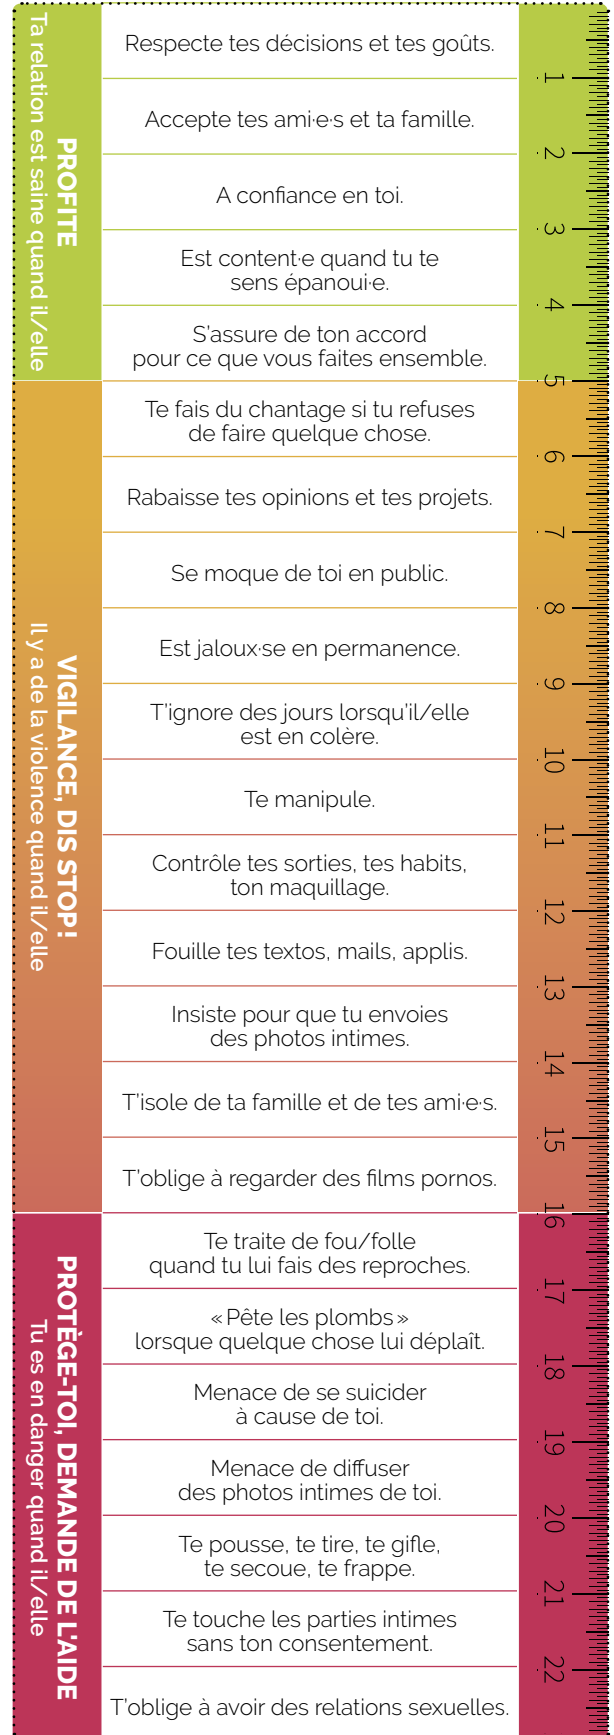 PROFITE
Ta relation est saine quand il/elle
Respecte tes décisions et tes goûts.
1
Accepte tes ami·e·s et ta famille.
2
A confiance en toi.
3
Est content·e quand tu te
sens épanoui·e.
4
S'assure de ton accord
pour ce que vous faites ensemble.
5
VIGILANCE, DIS STOP!
Il y a de la violence quand il/elle
Te fais du chantage si tu refuses
de faire quelque chose.
6
Rabaisse tes opinions et tes projets.
7
Se moque de toi en public.
8
Est jaloux·se en permanence.
9
T'ignore des jours lorsqu'il/elle
est en colère.
10
Te manipule.
11
Contrôle tes sorties, tes habits,
ton maquillage.
12
Fouille tes textos, mails, applis.
13
Insiste pour que tu envoies
des photos intimes.
14
T'isole de ta famille et de tes ami·e·s.
15
T'oblige à regarder des films pornos.
16
PROTÈGE-TOI, DEMANDE DE L'AIDE
Tu es en danger quand il/elle
Te traite de fou/folle
quand tu lui fais des reproches.
17
«Pête les plombs»
lorsque quelque chose lui déplaît.
18
Menace de se suicider
à cause de toi.
19
Menace de diffuser
des photos intimes de toi.
20
Te pousse, te tire, te gifle,
te secoue, te frappe.
21
Te touche les parties intimes
sans ton consentement.
22
T'oblige à avoir des relations sexuelles.